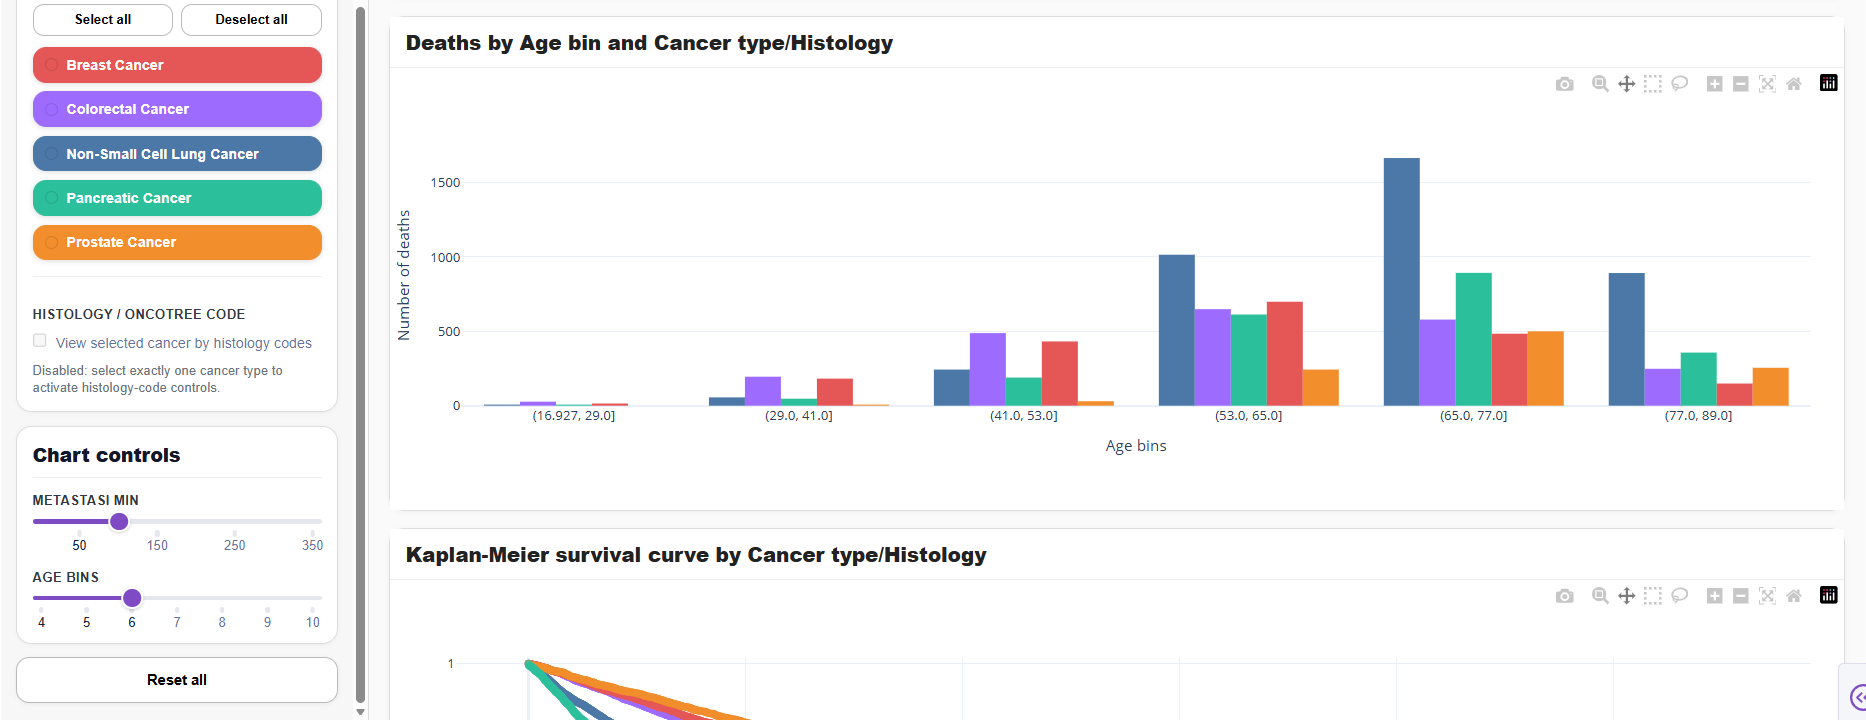 Select all
Deselect all
Breast Cancer
Colorectal Cancer
Non-Small Cell Lung Cancer
Pancreatic Cancer
Prostate Cancer
HISTOLOGY / ONCOTREE CODE
View selected cancer by histology codes
Disabled: select exactly one cancer type to
activate histology-code controls.
Chart controls
METASTASI MIN
50 150 250 350
AGE BINS
4 5 6 7 8 9 10
Reset all
Deaths by Age bin and Cancer type/Histology
Number of deaths
1500
1000
500
0
(16.927, 29.0] (29.0, 41.0] (41.0, 53.0] (53.0, 65.0] (65.0, 77.0] (77.0, 89.0]
Age bins
Kaplan-Meier survival curve by Cancer type/Histology
1